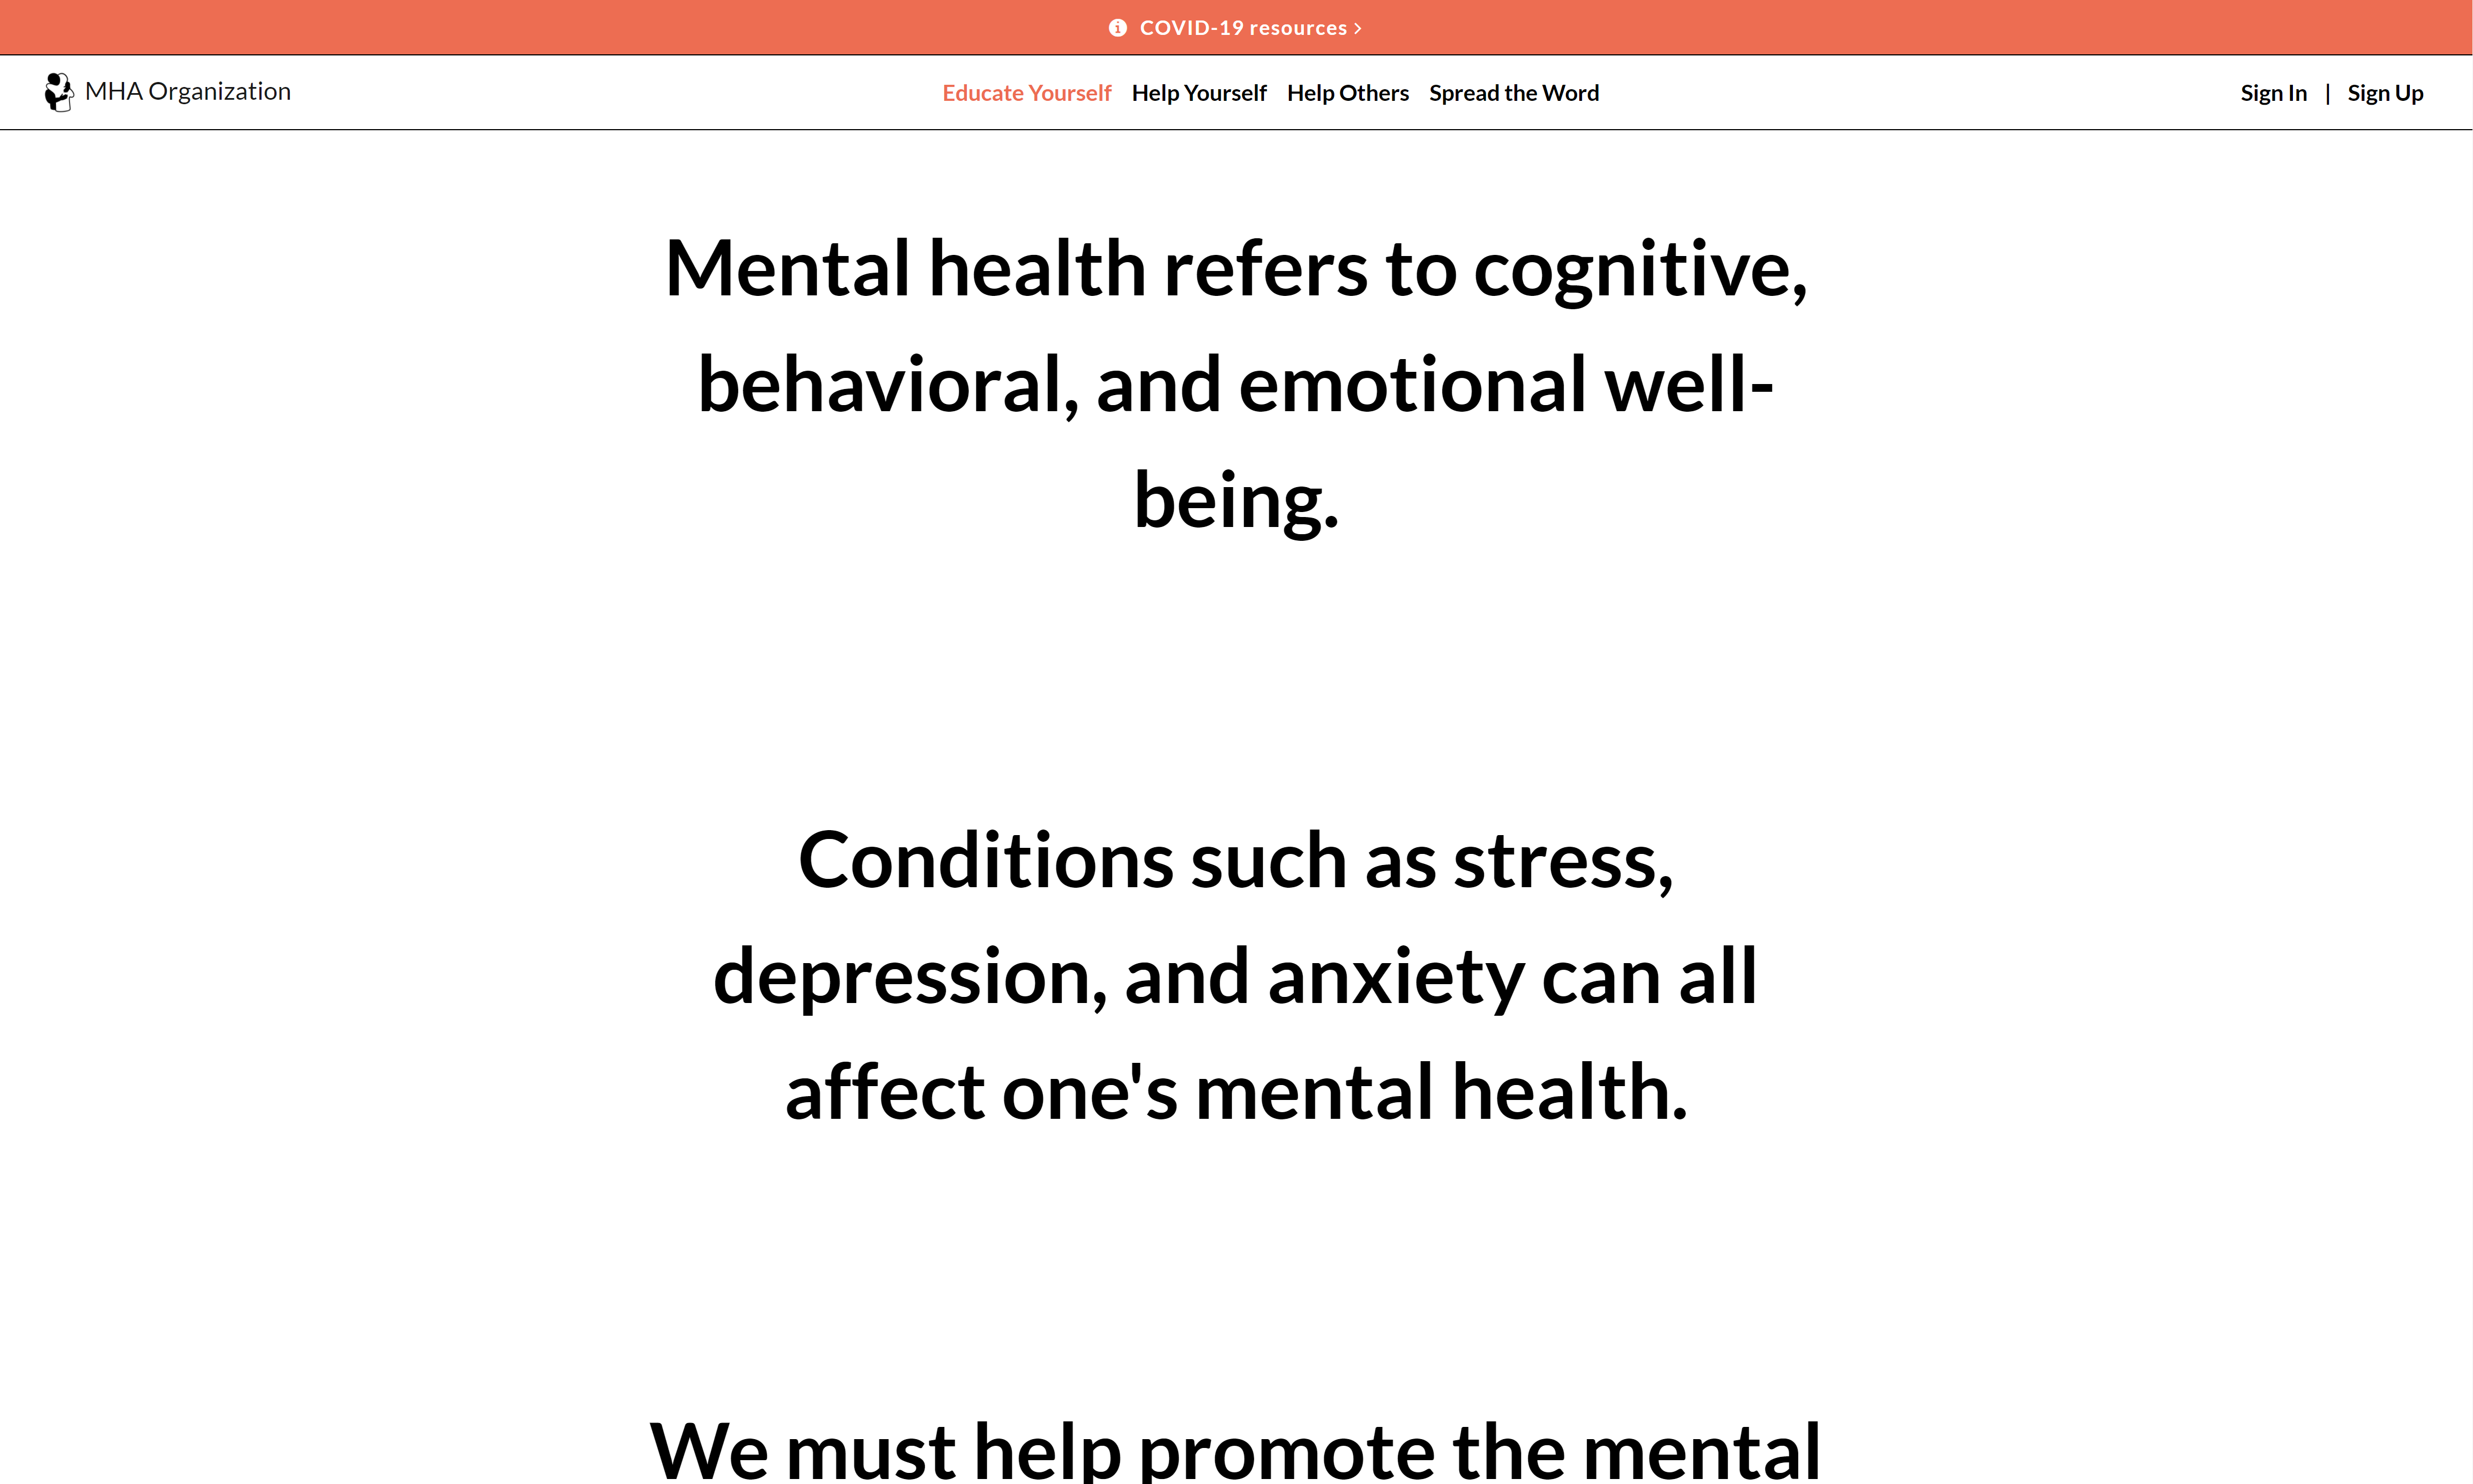 COVID-19 resources >
MHA Organization
Educate Yourself
Help Yourself
Help Others
Spread the Word
Sign In | Sign Up
Mental health refers to cognitive,
behavioral, and emotional well-
being.
Conditions such as stress,
depression, and anxiety can all
affect one's mental health.
We must help promote the mental